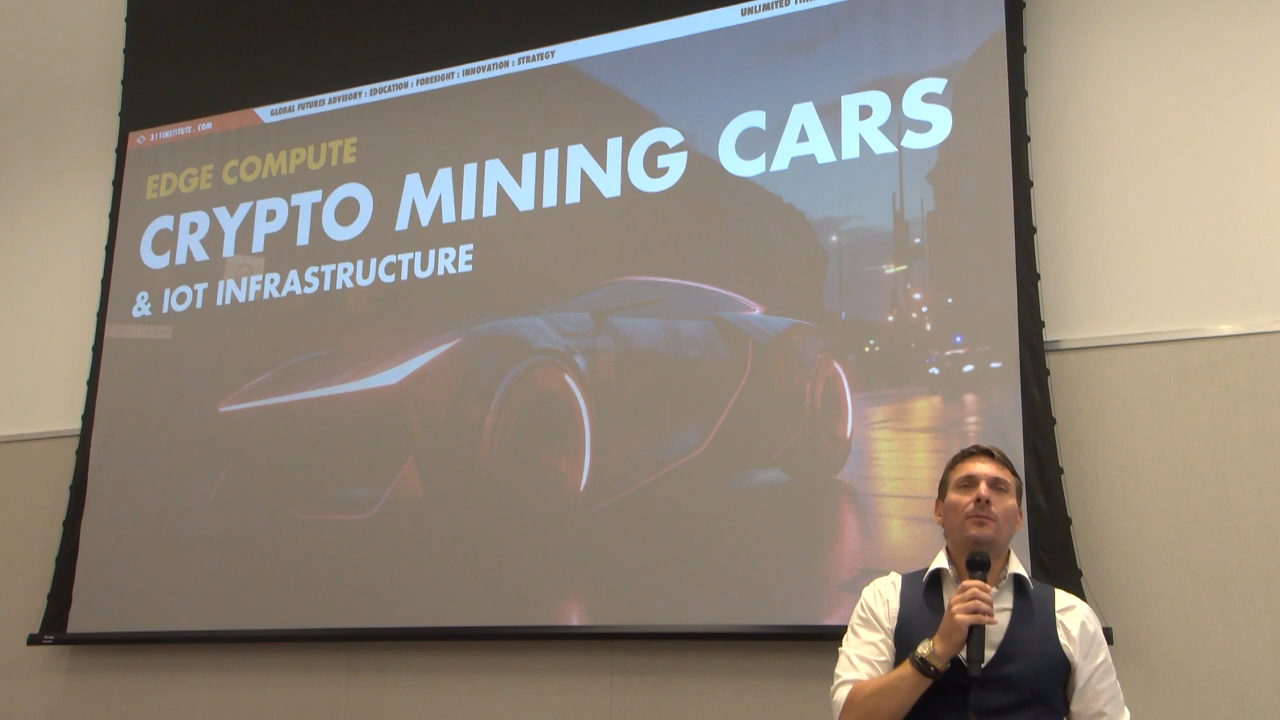 UNLIMITED
311INSTITUTE . COM
GLOBAL FUTURES ADVISORY : EDUCATION : FORESIGHT : INNOVATION : STRATEGY
EDGE COMPUTE
CRYPTO MINING CARS
& IOT INFRASTRUCTURE